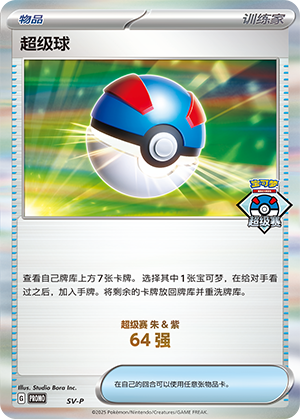 物品
训练家
超级球
宝可梦
超级赛
查看自己牌库上方7张卡牌。选择其中1张宝可梦，在给对手看
过之后，加入手牌。将剩余的卡牌放回牌库并重洗牌库。
超级赛 朱 & 紫
64 强
Illus. Studio Bora Inc.
G PROMO SV-P
在自己的回合可以使用任意张物品卡。
©2025 Pokémon/Nintendo/Creatures/GAME FREAK.